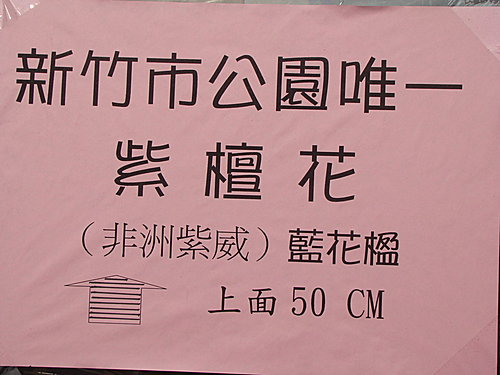 新竹市公園唯一
紫檀花
（非洲紫威）藍花楹
上面 50 CM